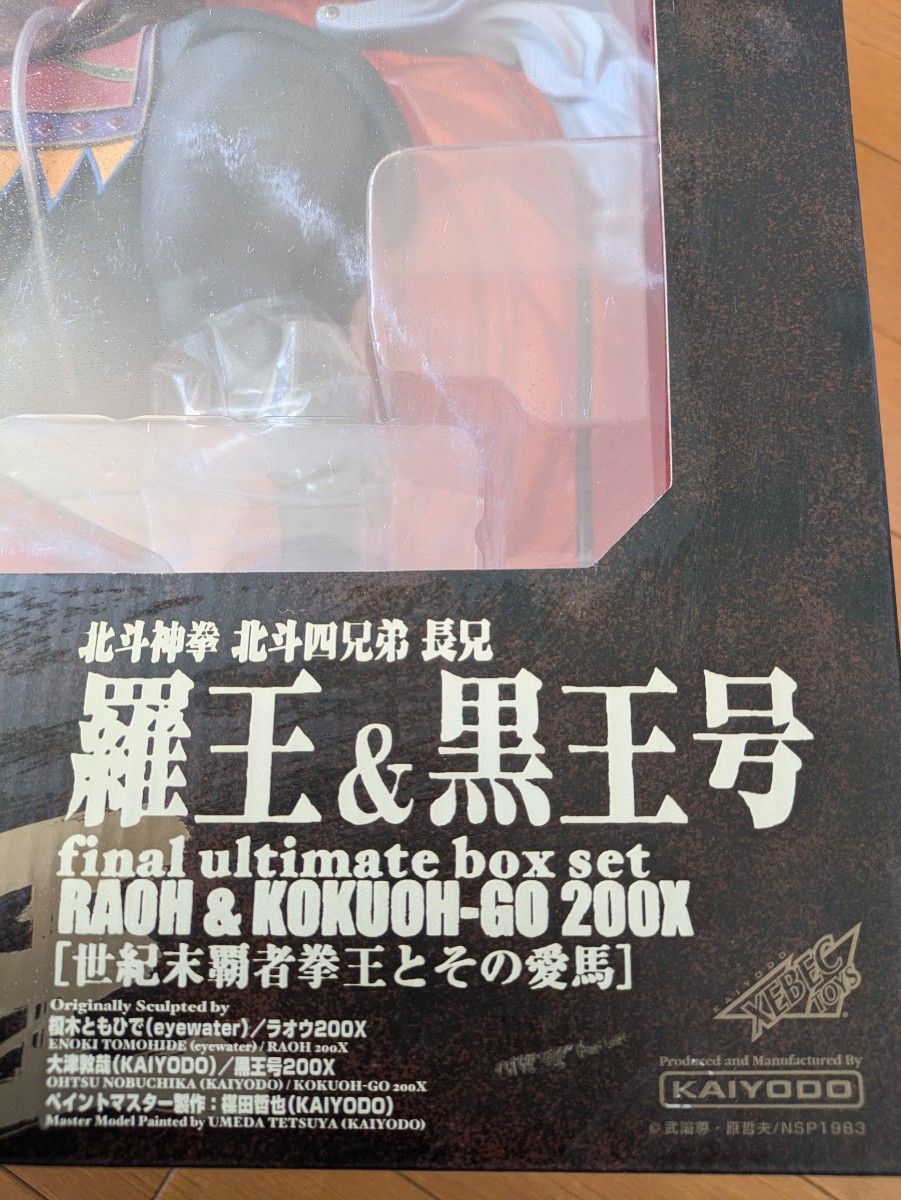 北斗神拳 北斗四兄弟 長兄
羅王&黒王号
final ultimate box set
RAOH & KOKUOH-GO 200X
[世紀末覇者拳王とその愛馬]
Originally Sculpted by
榎木ともひで(eyewater)/ラオウ200X
ENOKI TOMOHIDE (eyewater) / RAOH 200X
大津敦哉(KAIYODO)/黒王号200X
OHTSU NOBUCHIKA (KAIYODO) / KOKUOH-GO 200X
ペイントマスター製作:楳田哲也(KAIYODO)
Master Model Painted by UMEDA TETSUYA (KAIYODO)
KAIYODO
XEBEC
TOYS
Produced and Manufactured By
KAIYODO
©武論尊・原哲夫/NSP1983